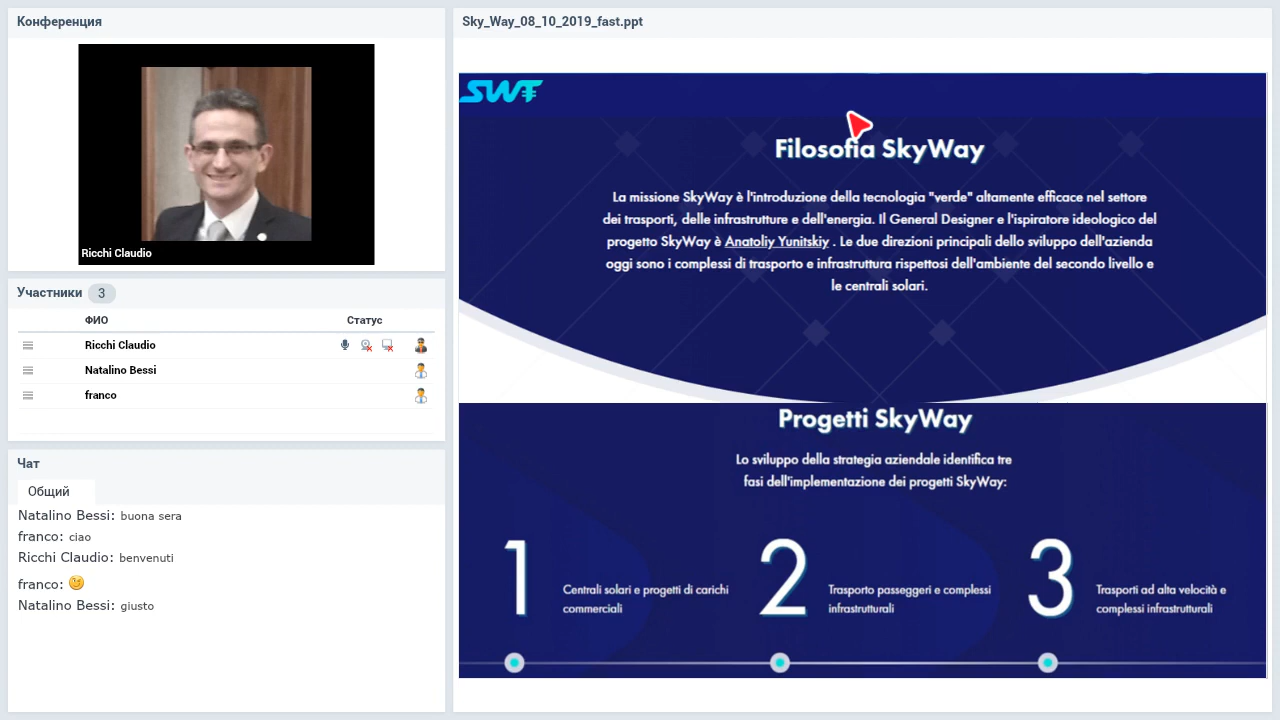 Конференция
Ricchi Claudio
Участники 3
ФИО Статус
Ricchi Claudio
Natalino Bessi
franco
Чат
Общий
Natalino Bessi: buona sera
franco: ciao
Ricchi Claudio: benvenuti
franco:
Natalino Bessi: giusto
Sky_Way_08_10_2019_fast.ppt
SWT
Filosofia SkyWay
La missione SkyWay è l'introduzione della tecnologia "verde" altamente efficace nel settore
dei trasporti, delle infrastrutture e dell'energia. Il General Designer e l'ispiratore ideologico del
progetto SkyWay è Anatoliy Yunitskiy . Le due direzioni principali dello sviluppo dell'azienda
oggi sono i complessi di trasporto e infrastruttura rispettosi dell'ambiente del secondo livello e
le centrali solari.
Progetti SkyWay
Lo sviluppo della strategia aziendale identifica tre
fasi dell'implementazione dei progetti SkyWay:
1
Centrali solari e progetti di carichi
commerciali
2
Trasporto passeggeri e complessi
infrastrutturali
3
Trasporti ad alta velocità e
complessi infrastrutturali